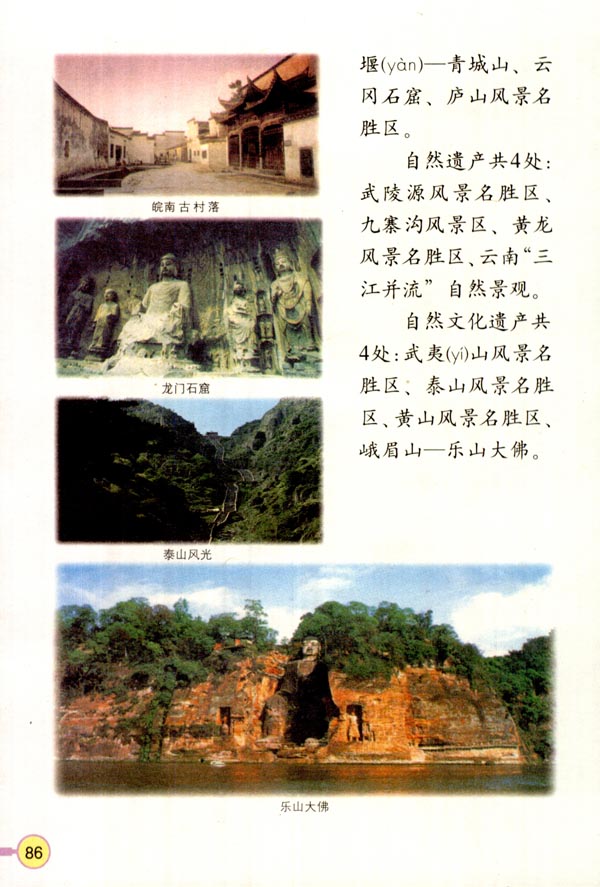 堰(yàn)—青城山、云
冈石窟、庐山风景名
胜区。
自然遗产共4处：
武陵源风景名胜区、
九寨沟风景区、黄龙
风景名胜区、云南“三
江并流”自然景观。
自然文化遗产共
4处：武夷(yí)山风景名
胜区、泰山风景名胜
区、黄山风景名胜区、
峨眉山—乐山大佛。
皖南古村落
龙门石窟
泰山风光
乐山大佛
86